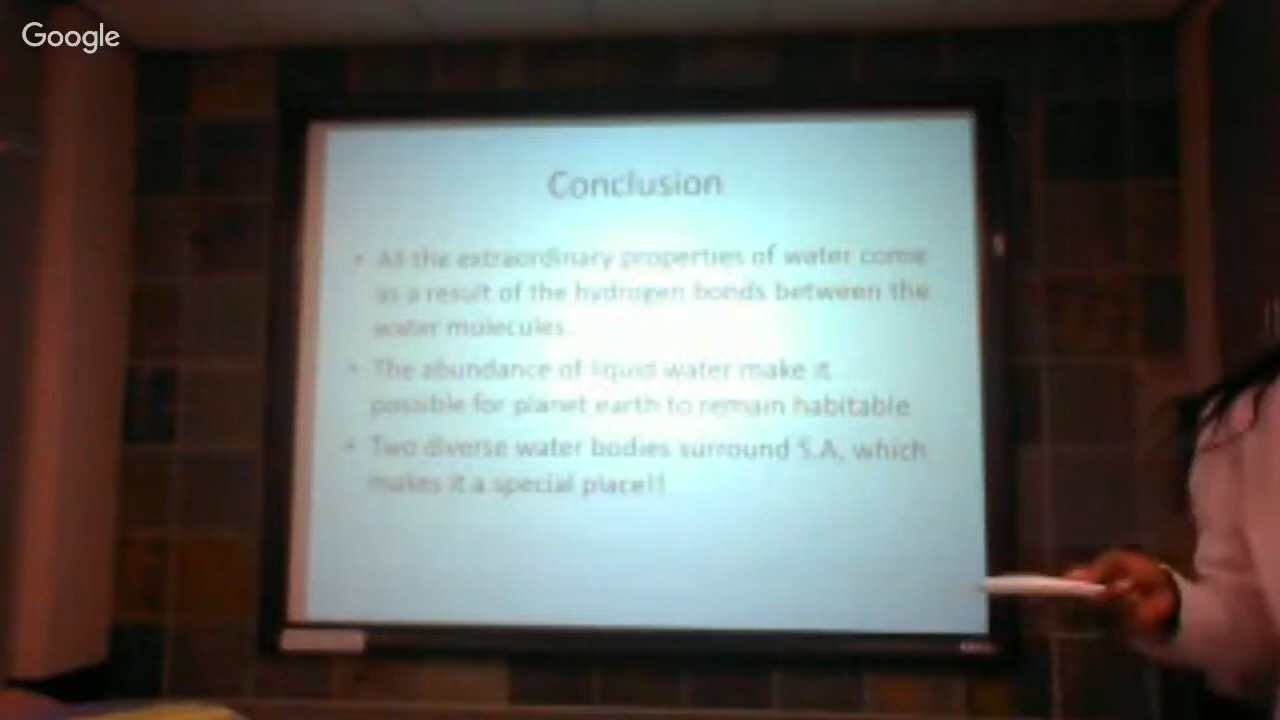 Google
Conclusion
• All the extraordinary properties of water come
as a result of the hydrogen bonds between the
water molecules.
• The abundance of liquid water make it
possible for planet earth to remain habitable
• Two diverse water bodies surround S.A, which
makes it a special place!!